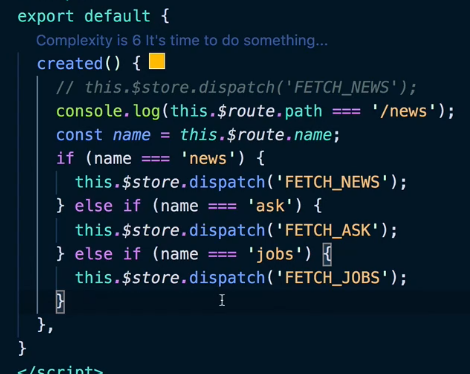 export default {
Complexity is 6 It's time to do something...
created() {
// this.$store.dispatch('FETCH_NEWS');
console.log(this.$route.path === '/news');
const name = this.$route.name;
if (name === 'news') {
this.$store.dispatch('FETCH_NEWS');
} else if (name === 'ask') {
this.$store.dispatch('FETCH_ASK');
} else if (name === 'jobs') {
this.$store.dispatch('FETCH_JOBS');
}
},
}
</script>